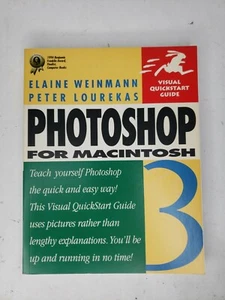 ELAINE WEINMANN
PETER LOUREKAS
VISUAL
QUICKSTART
GUIDE
PHOTOSHOP
FOR MACINTOSH
3
Teach yourself Photoshop
the quick and easy way!
This Visual QuickStart Guide
uses pictures rather than
lengthy explanations. You'll be
up and running in no time!